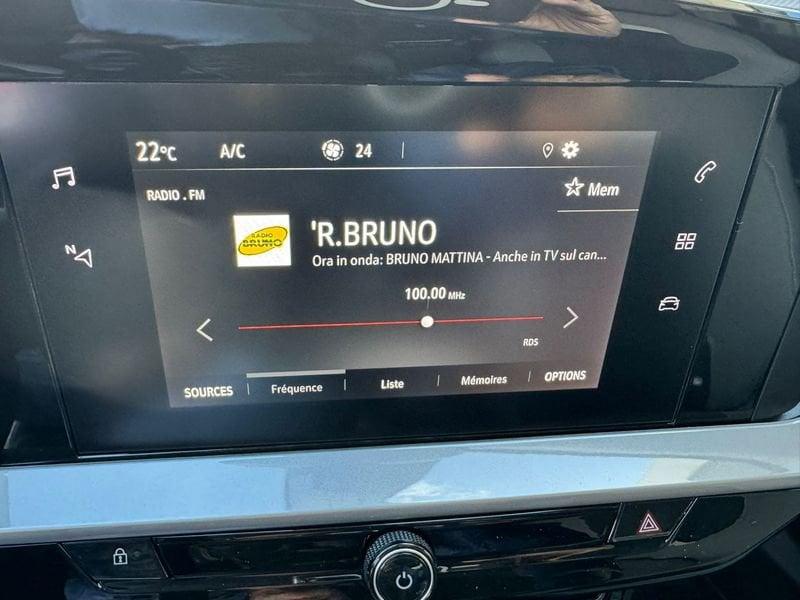 22°C A/C 24
RADIO . FM
Mem
RADIO
BRUNO
'R.BRUNO
Ora in onda: BRUNO MATTINA - Anche in TV sul can...
100.00 MHz
RDS
SOURCES Fréquence Liste Mémoires OPTIONS
N